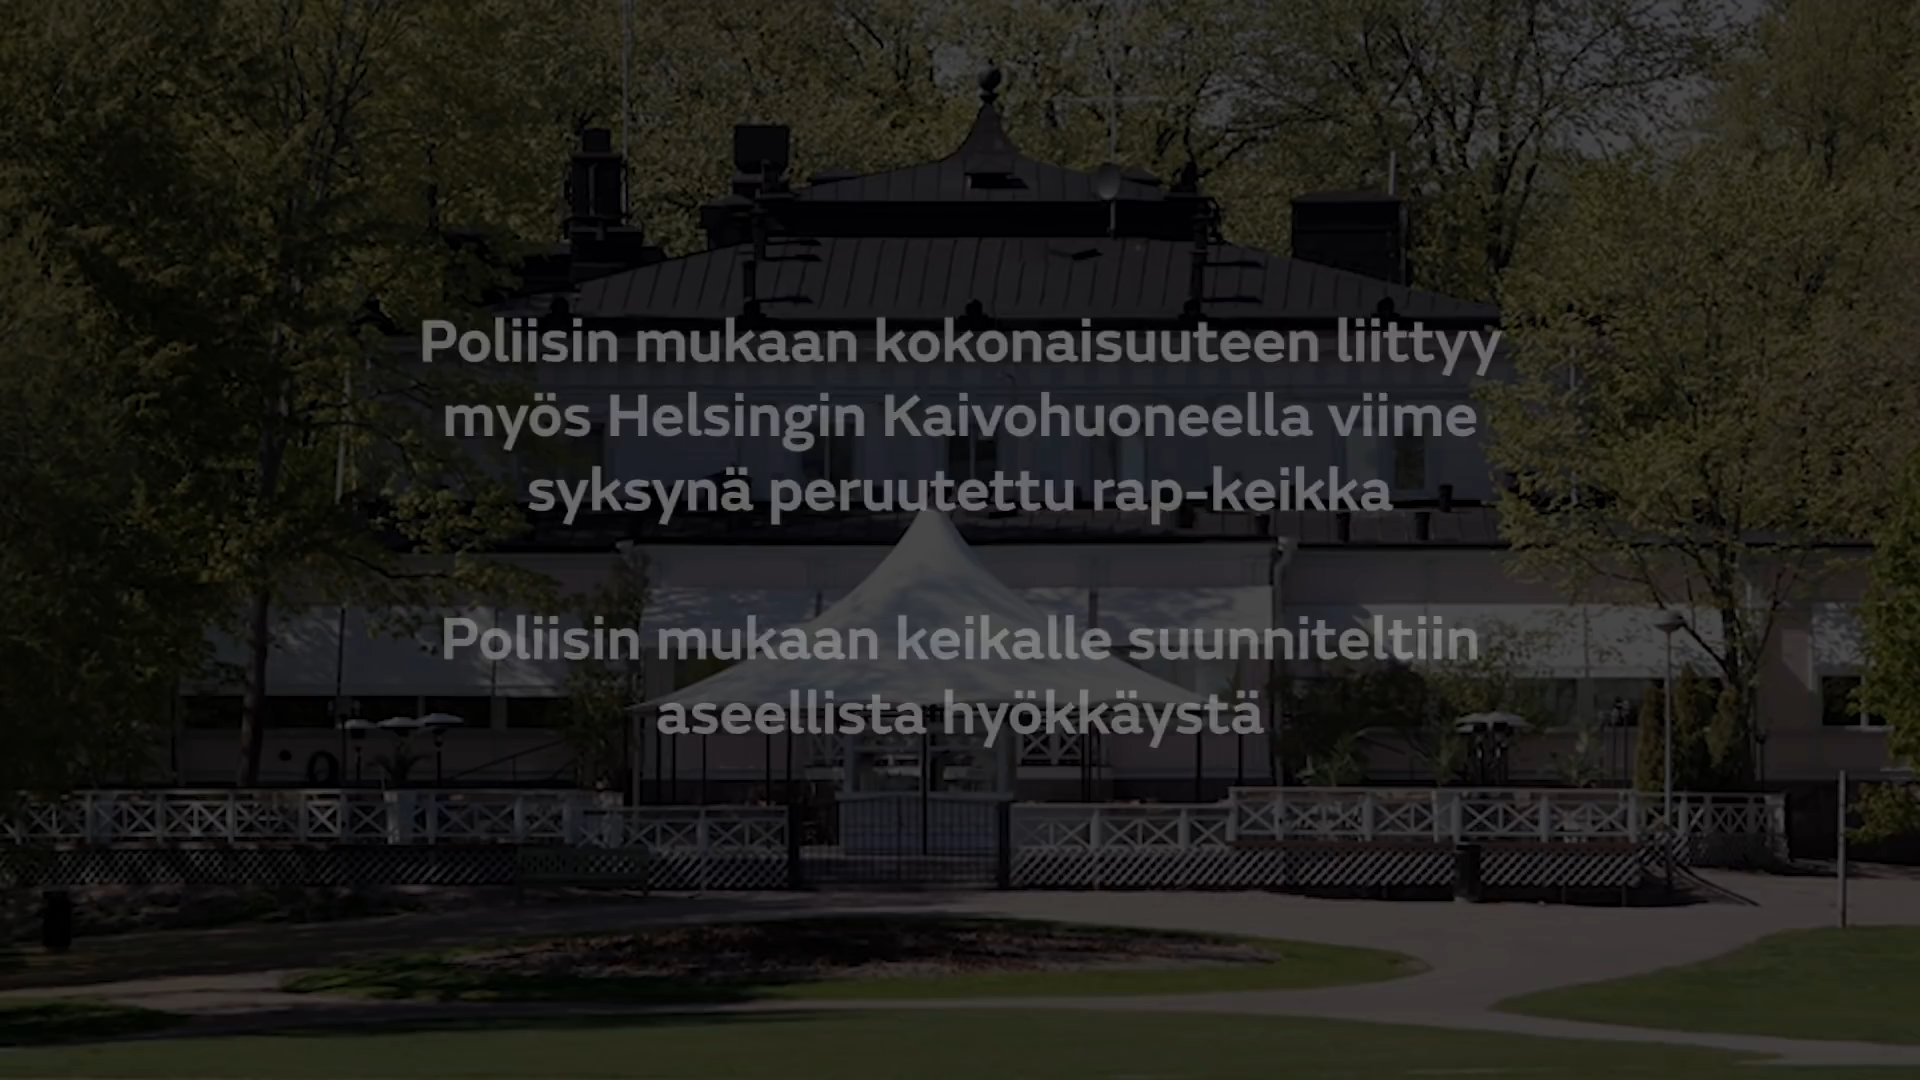 Poliisin mukaan kokonaisuuteen liittyy
myös Helsingin Kaivohuoneella viime
syksynä peruutettu rap-keikka
Poliisin mukaan keikalle suunniteltiin
aseellista hyökkäystä